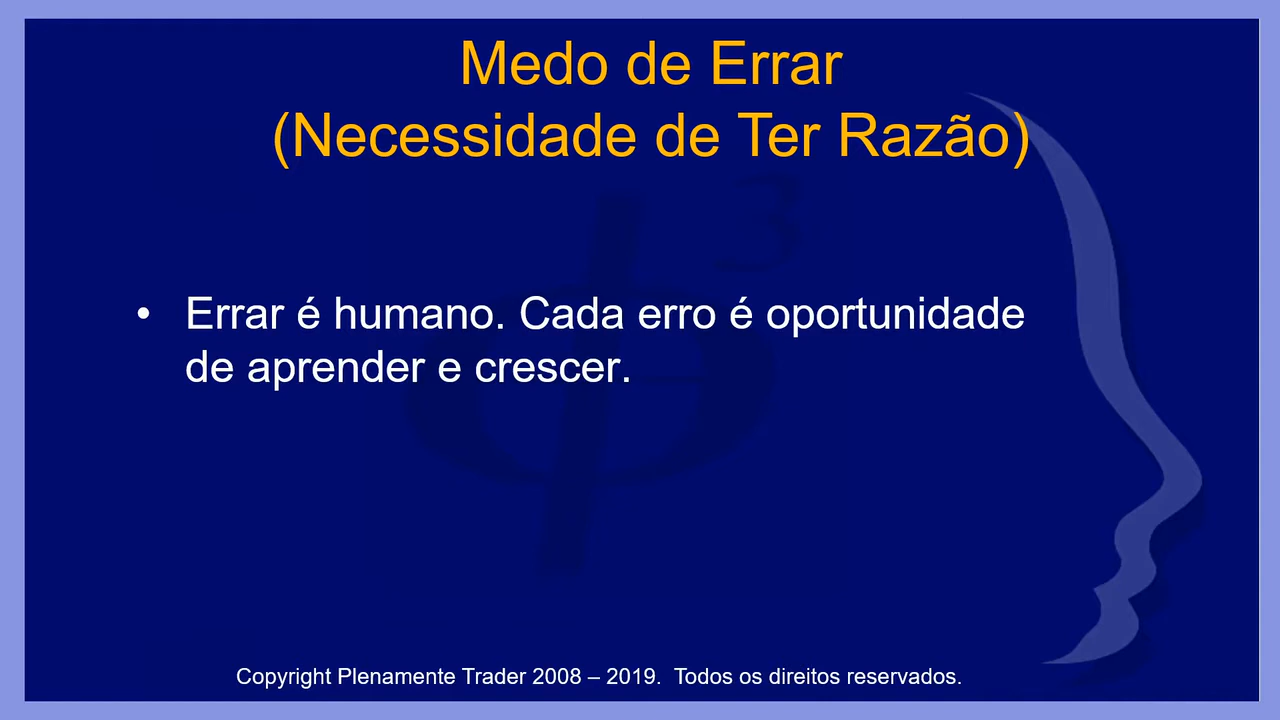 Medo de Errar
(Necessidade de Ter Razão)
• Errar é humano. Cada erro é oportunidade
de aprender e crescer.
Copyright Plenamente Trader 2008 – 2019. Todos os direitos reservados.